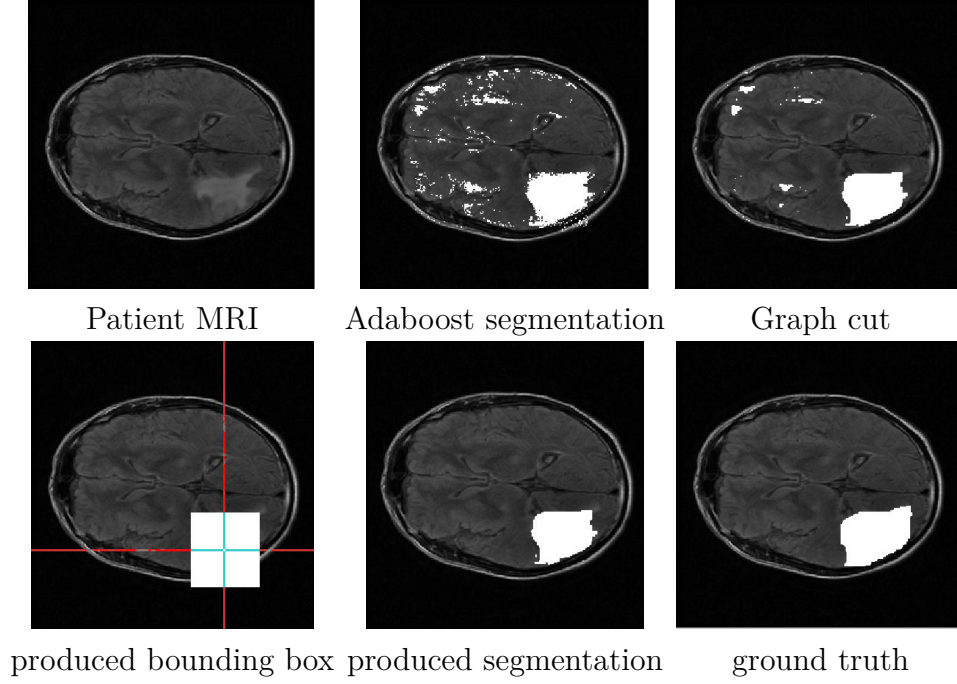 Patient MRI
Adaboost segmentation
Graph cut
produced bounding box
produced segmentation
ground truth